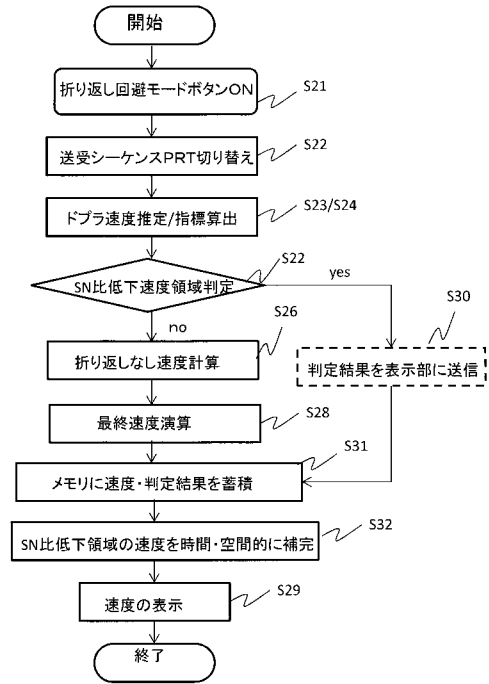 開始
折り返し回避モードボタンON
S21
送受シーケンスPRT切り替え
S22
ドプラ速度推定/指標算出
S23/S24
SN比低下速度領域判定
S22
yes
no
折り返しなし速度計算
S26
判定結果を表示部に送信
S30
最終速度演算
S28
メモリに速度・判定結果を蓄積
S31
SN比低下領域の速度を時間・空間的に補完
S32
速度の表示
S29
終了